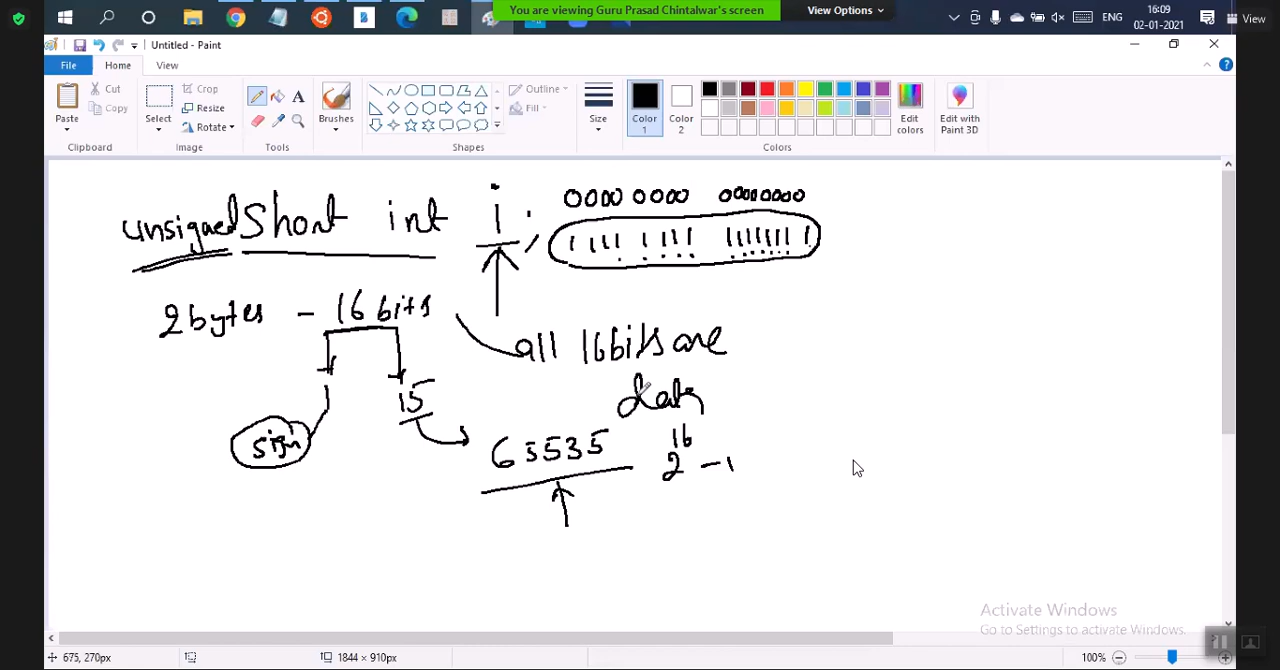 You are viewing Guru Prasad Chintalwar's screen
View Options
ENG
16:09
02-01-2021
View
Untitled - Paint
File
Home
View
Paste
Cut
Copy
Clipboard
Select
Crop
Resize
Rotate
Image
Tools
Brushes
Shapes
Outline
Fill
Size
Color 1
Color 2
Edit colors
Edit with Paint 3D
Colors
0000 0000 00000000
unsigned Short int i;
1111 1111 11111111
2 bytes - 16 bits
all 16 bits are
data
1
15
sign
65535
2^16 - 1
Activate Windows
Go to Settings to activate Windows.
675, 270px
1844 × 910px
100%